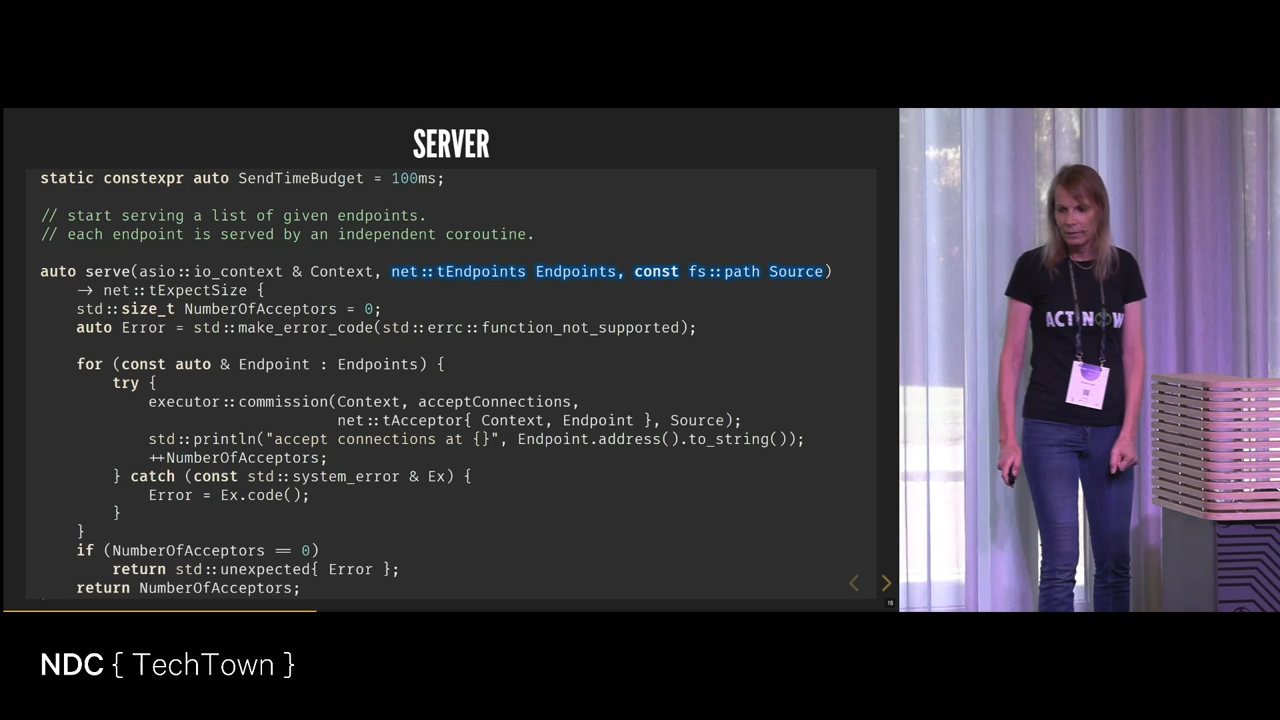 SERVER
static constexpr auto SendTimeBudget = 100ms;
// start serving a list of given endpoints.
// each endpoint is served by an independent coroutine.
auto serve(asio::io_context & Context, net::tEndpoints Endpoints, const fs::path Source)
-> net::tExpectSize {
std::size_t NumberOfAcceptors = 0;
auto Error = std::make_error_code(std::errc::function_not_supported);
for (const auto & Endpoint : Endpoints) {
try {
executor::commission(Context, acceptConnections,
net::tAcceptor{ Context, Endpoint }, Source);
std::println("accept connections at {}", Endpoint.address().to_string());
++NumberOfAcceptors;
} catch (const std::system_error & Ex) {
Error = Ex.code();
}
}
if (NumberOfAcceptors == 0)
return std::unexpected{ Error };
return NumberOfAcceptors;
18
ACT NOW
NDC { TechTown }